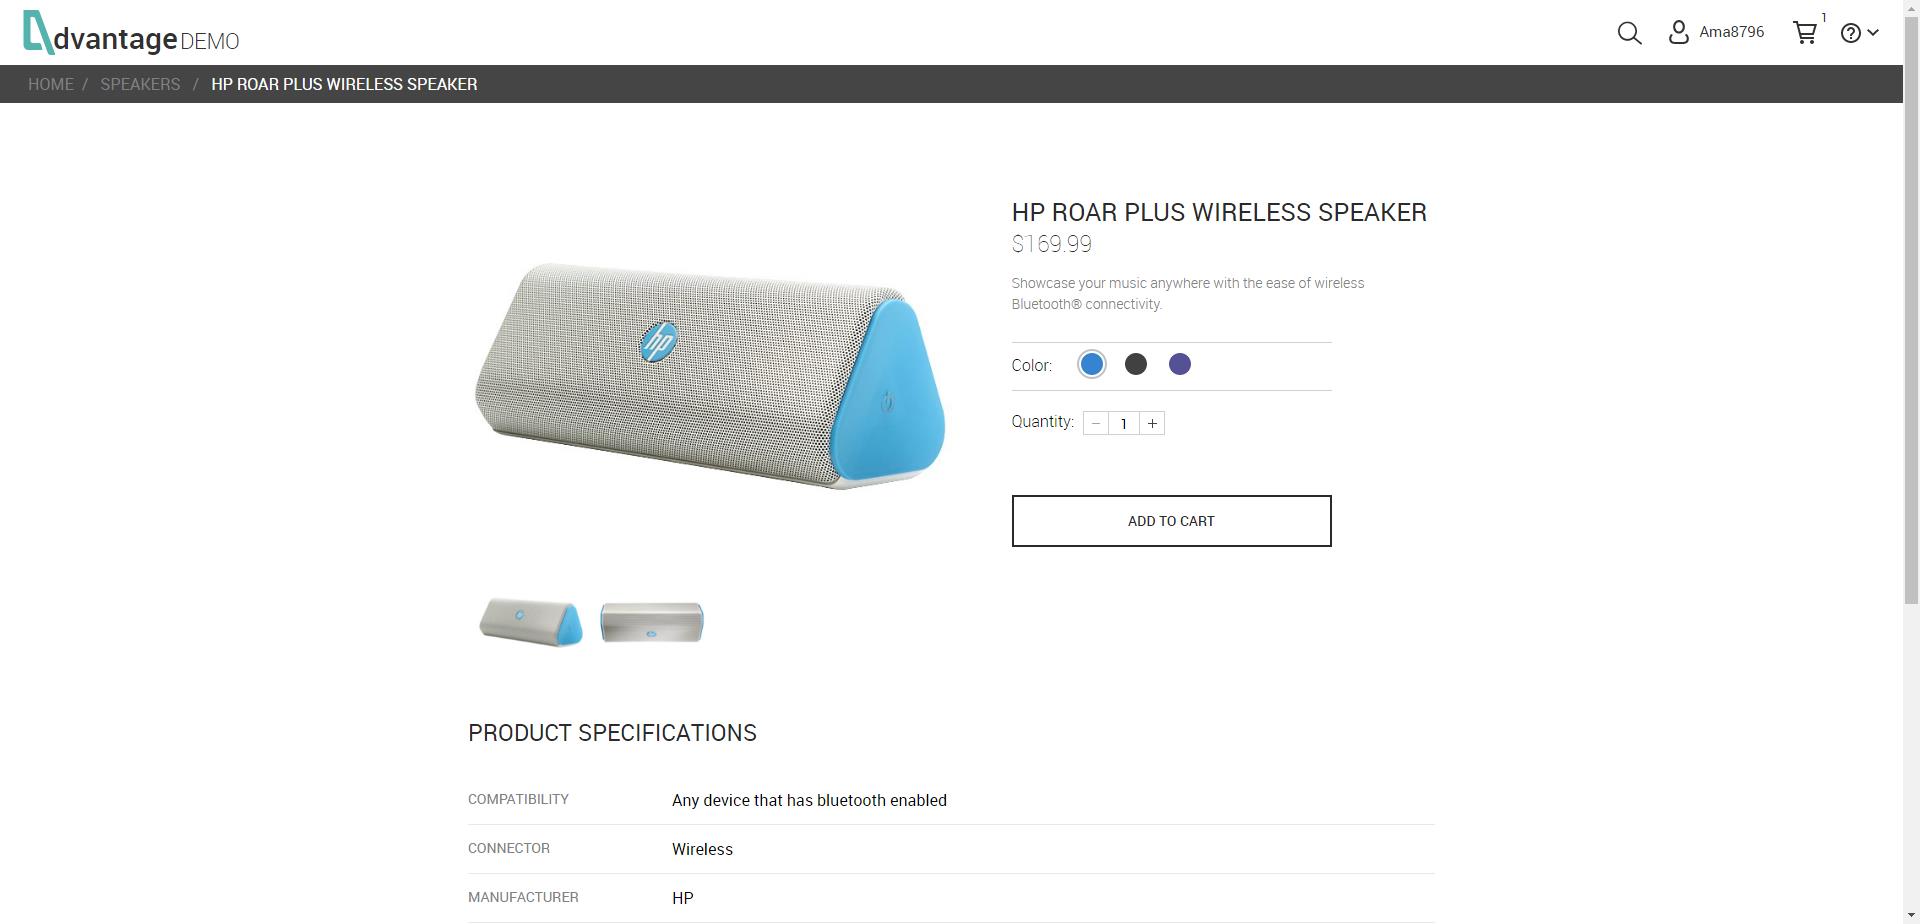 dvantage DEMO
Ama8796
1
HOME / SPEAKERS / HP ROAR PLUS WIRELESS SPEAKER
HP ROAR PLUS WIRELESS SPEAKER
$169.99
Showcase your music anywhere with the ease of wireless
Bluetooth® connectivity.
Color:
Quantity: − 1 +
ADD TO CART
hp
PRODUCT SPECIFICATIONS
COMPATIBILITY Any device that has bluetooth enabled
CONNECTOR Wireless
MANUFACTURER HP